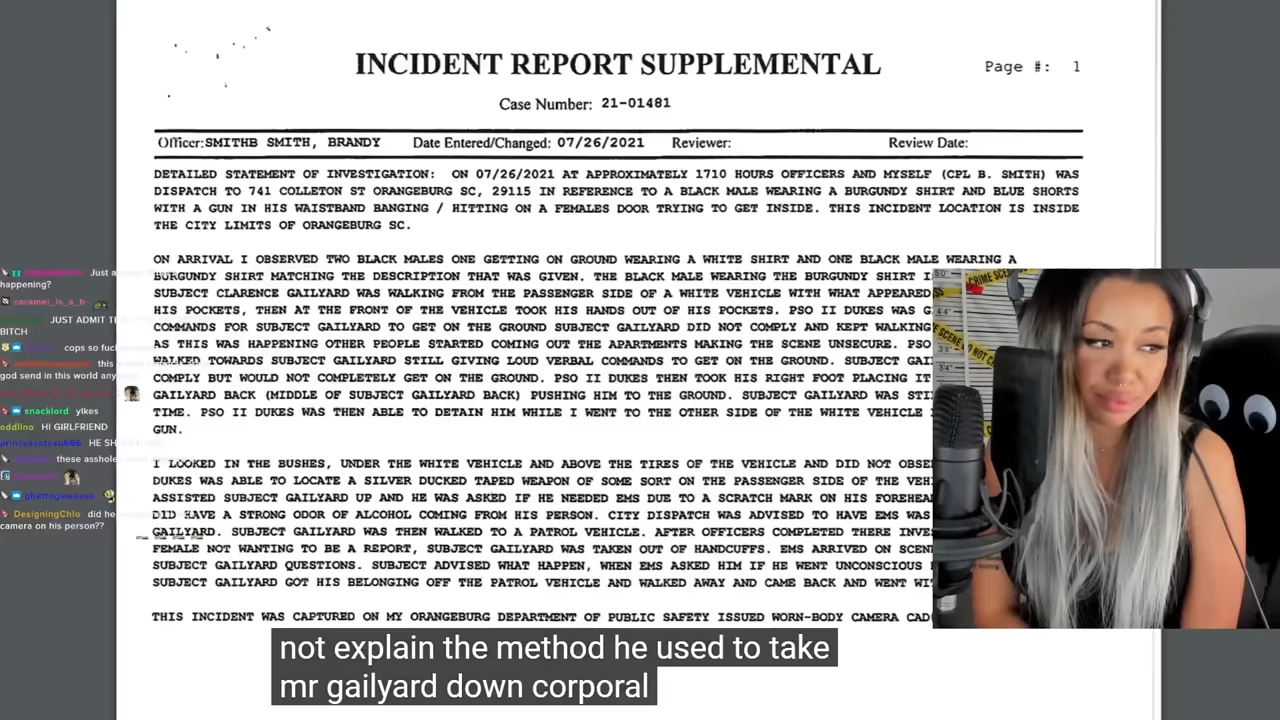 INCIDENT REPORT SUPPLEMENTAL
Page #: 1
Case Number: 21-01481
Officer:SMITHB SMITH, BRANDY Date Entered/Changed: 07/26/2021 Reviewer: Review Date:
DETAILED STATEMENT OF INVESTIGATION: ON 07/26/2021 AT APPROXIMATELY 1710 HOURS OFFICERS AND MYSELF (CPL B. SMITH) WAS
DISPATCH TO 741 COLLETON ST ORANGEBURG SC, 29115 IN REFERENCE TO A BLACK MALE WEARING A BURGUNDY SHIRT AND BLUE SHORTS
WITH A GUN IN HIS WAISTBAND BANGING / HITTING ON A FEMALES DOOR TRYING TO GET INSIDE. THIS INCIDENT LOCATION IS INSIDE
THE CITY LIMITS OF ORANGEBURG SC.
ON ARRIVAL I OBSERVED TWO BLACK MALES ONE GETTING ON GROUND WEARING A WHITE SHIRT AND ONE BLACK MALE WEARING A
BURGUNDY SHIRT MATCHING THE DESCRIPTION THAT WAS GIVEN. THE BLACK MALE WEARING THE BURGUNDY SHIRT
SUBJECT CLARENCE GAILYARD WAS WALKING FROM THE PASSENGER SIDE OF A WHITE VEHICLE WITH WHAT APPEARED
HIS POCKETS, THEN AT THE FRONT OF THE VEHICLE TOOK HIS HANDS OUT OF HIS POCKETS. PSO II DUKES WAS
COMMANDS FOR SUBJECT GAILYARD TO GET ON THE GROUND SUBJECT GAILYARD DID NOT COMPLY AND KEPT WALKING
AS THIS WAS HAPPENING OTHER PEOPLE STARTED COMING OUT THE APARTMENTS MAKING THE SCENE UNSECURE. PSO
WALKED TOWARDS SUBJECT GAILYARD STILL GIVING LOUD VERBAL COMMANDS TO GET ON THE GROUND. SUBJECT
COMPLY BUT WOULD NOT COMPLETELY GET ON THE GROUND. PSO II DUKES THEN TOOK HIS RIGHT FOOT PLACING IT
GAILYARD BACK (MIDDLE OF SUBJECT GAILYARD BACK) PUSHING HIM TO THE GROUND. SUBJECT GAILYARD WAS
TIME. PSO II DUKES WAS THEN ABLE TO DETAIN HIM WHILE I WENT TO THE OTHER SIDE OF THE WHITE VEHICLE
GUN.
I LOOKED IN THE BUSHES, UNDER THE WHITE VEHICLE AND ABOVE THE TIRES OF THE VEHICLE AND DID NOT
DUKES WAS ABLE TO LOCATE A SILVER DUCKED TAPED WEAPON OF SOME SORT ON THE PASSENGER SIDE OF THE
ASSISTED SUBJECT GAILYARD UP AND HE WAS ASKED IF HE NEEDED EMS DUE TO A SCRATCH MARK ON HIS
DID HAVE A STRONG ODOR OF ALCOHOL COMING FROM HIS PERSON. CITY DISPATCH WAS ADVISED TO HAVE EMS WAS
GAILYARD. SUBJECT GAILYARD WAS THEN WALKED TO A PATROL VEHICLE. AFTER OFFICERS COMPLETED THERE
FEMALE NOT WANTING TO BE A REPORT, SUBJECT GAILYARD WAS TAKEN OUT OF HANDCUFFS. EMS ARRIVED ON
SUBJECT GAILYARD QUESTIONS. SUBJECT ADVISED WHAT HAPPEN, WHEN EMS ASKED HIM IF HE WENT UNCONSCIOUS
SUBJECT GAILYARD GOT HIS BELONGING OFF THE PATROL VEHICLE AND WALKED AWAY AND CAME BACK AND WENT
THIS INCIDENT WAS CAPTURED ON MY ORANGEBURG DEPARTMENT OF PUBLIC SAFETY ISSUED WORN-BODY CAMERA
Just
happening?
caramel_is_a_b
JUST ADMIT
BITCH
cops so
this
god send in this world
snacklord yikes
oddlino HI GIRLFRIEND
HE
these
DesigningChlo did he
camera on his person??
CRIME
not explain the method he used to take
mr gailyard down corporal